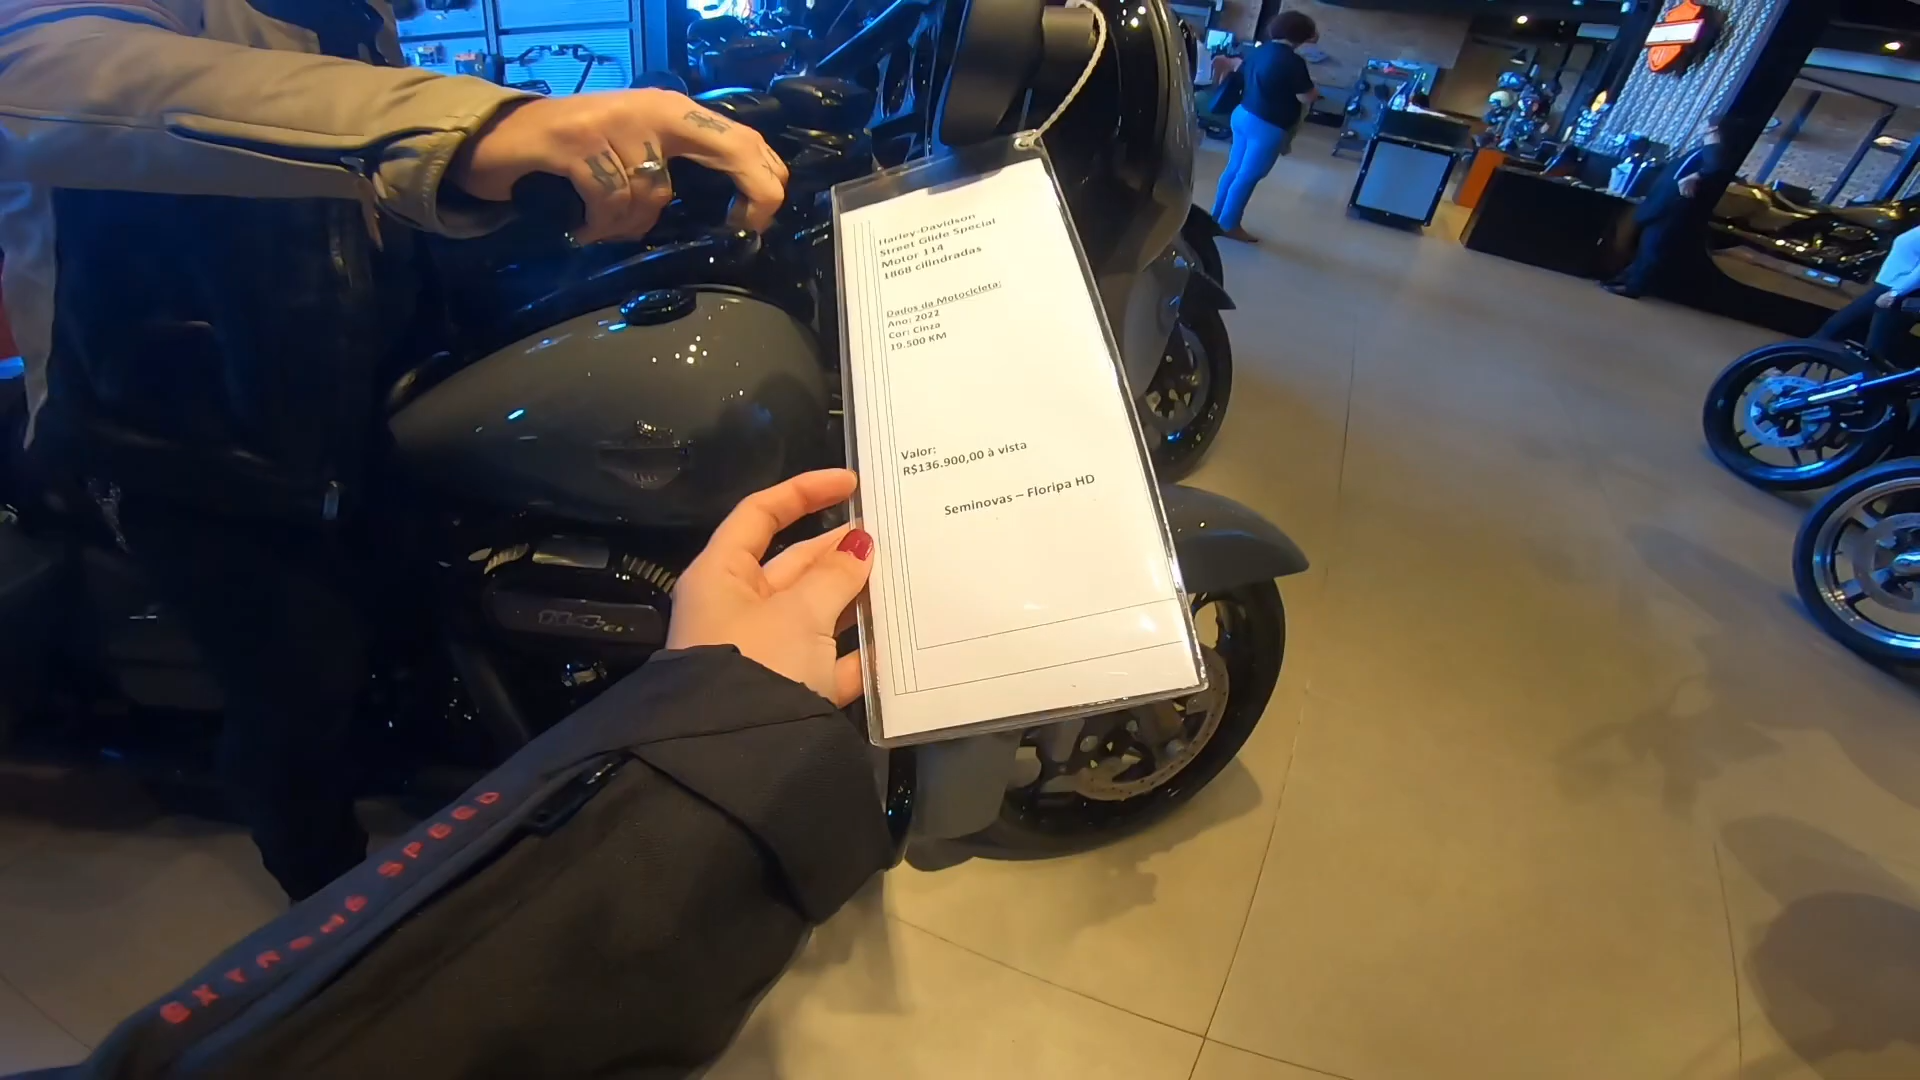 Harley-Davidson
Street Glide Special
Motor 114
1868 cilindradas
Dados da Motocicleta:
Ano: 2022
Cor: Cinza
19.500 KM
Valor:
R$136.900,00 à vista
Seminovas – Floripa HD
114 CI
EXTREME SPEED